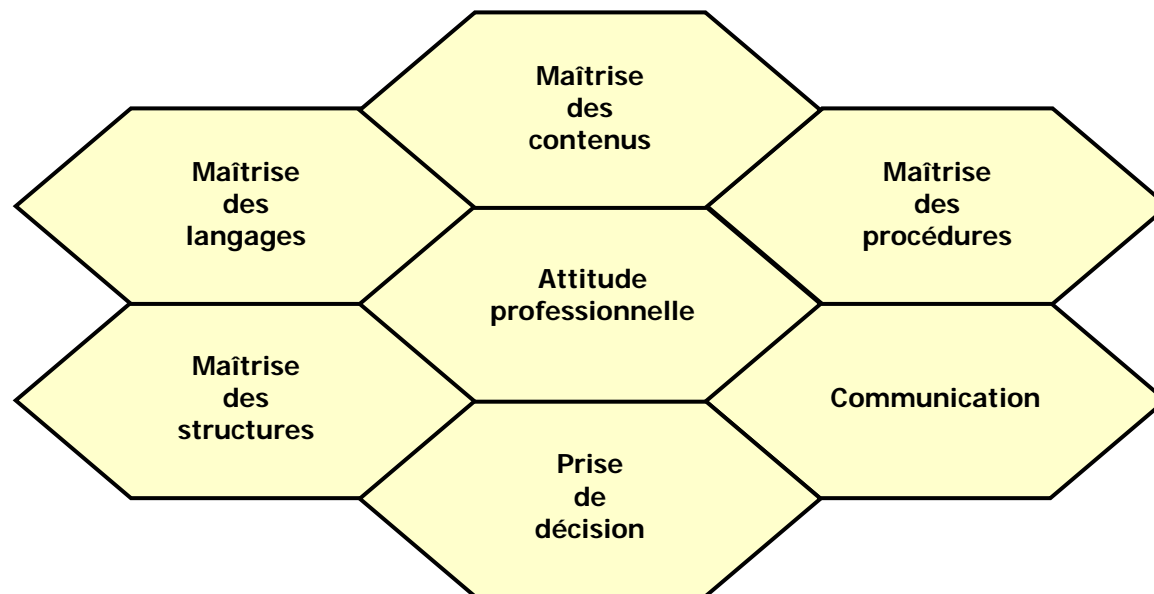 Maîtrise
des
contenus
Maîtrise
des
langages
Maîtrise
des
procédures
Attitude
professionnelle
Maîtrise
des
structures
Communication
Prise
de
décision